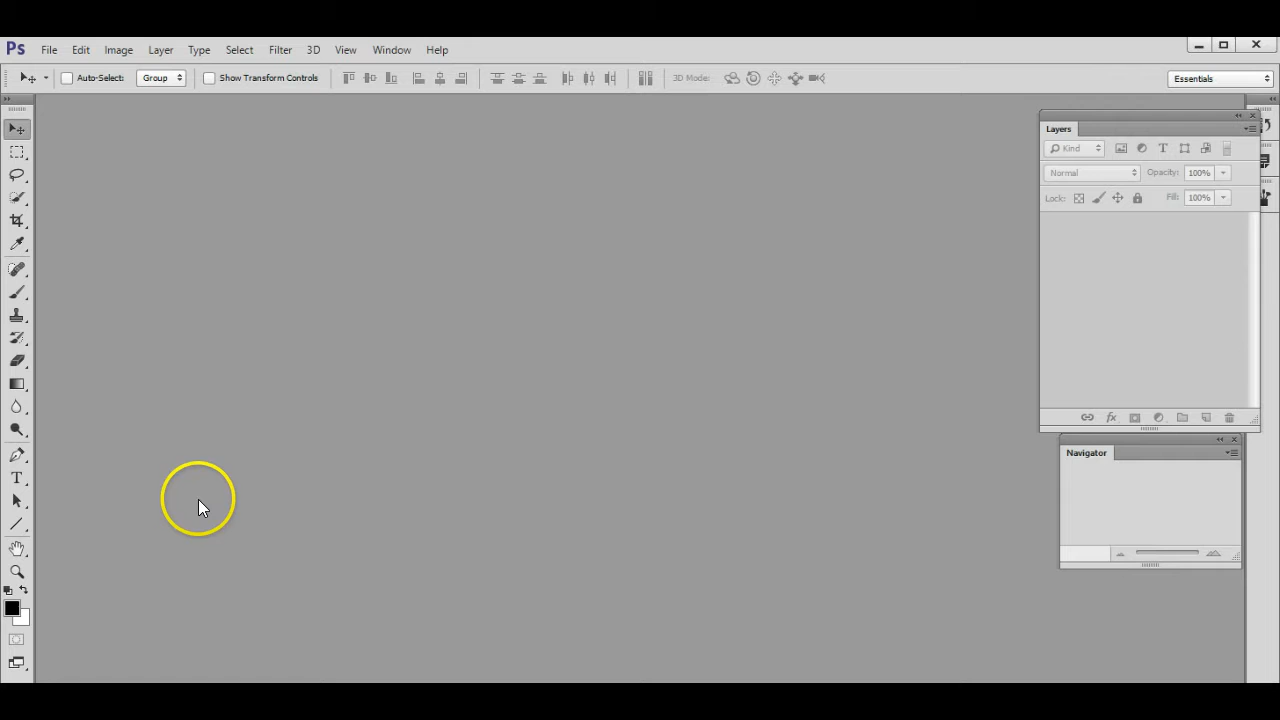 Ps File Edit Image Layer Type Select Filter 3D View Window Help
Auto-Select: Group Show Transform Controls 3D Mode: Essentials
Layers
Kind T
Normal Opacity: 100%
Lock: Fill: 100%
fx
Navigator
T